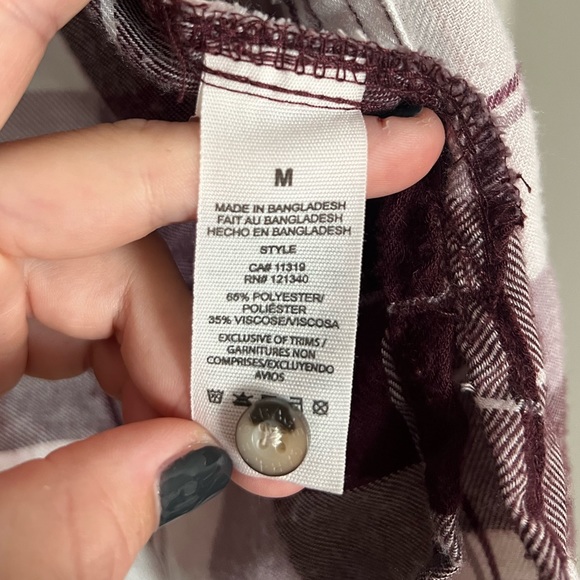 M
MADE IN BANGLADESH
FAIT AU BANGLADESH
HECHO EN BANGLADESH
STYLE
CA# 11319
RN# 121340
65% POLYESTER/
POLIÉSTER
35% VISCOSE/VISCOSA
EXCLUSIVE OF TRIMS/
GARNITURES NON
COMPRISES/EXCLUYENDO
AVIOS